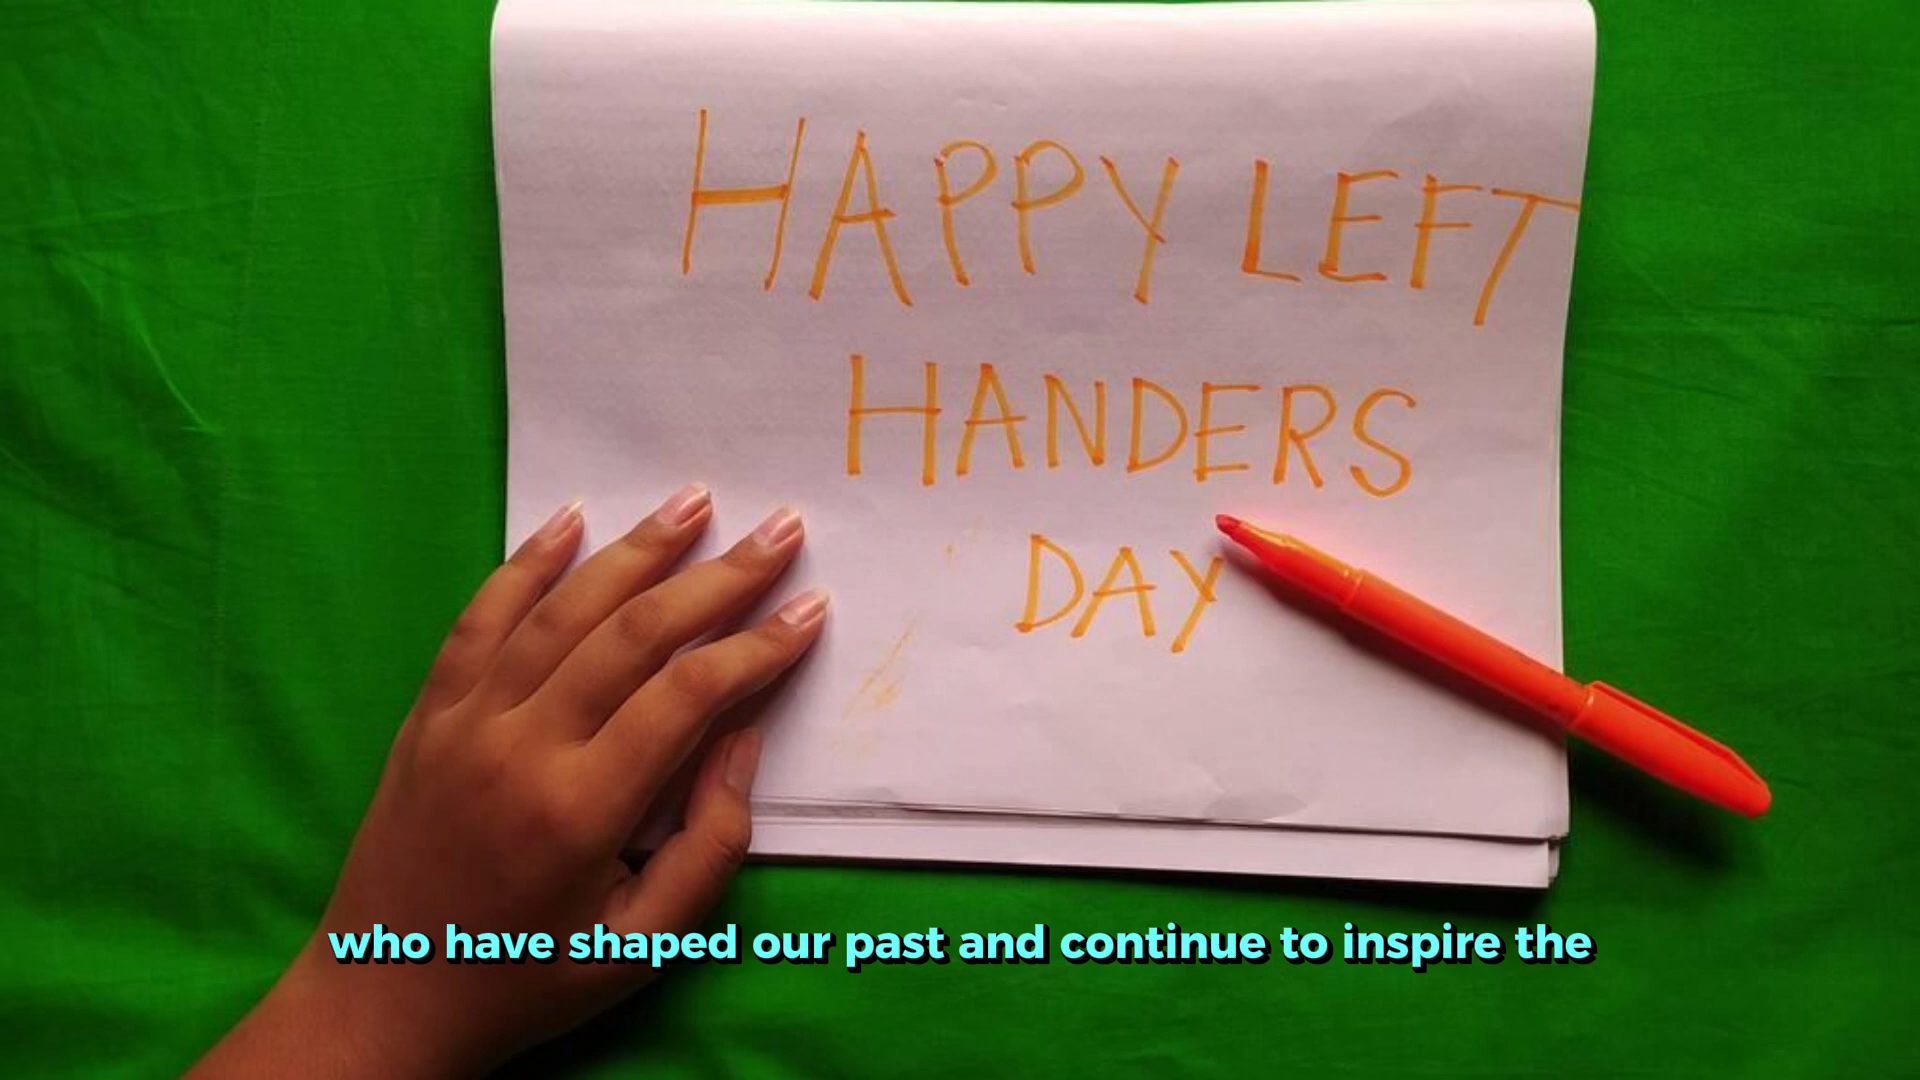 HAPPY LEFT
HANDERS
DAY
who have shaped our past and continue to inspire the